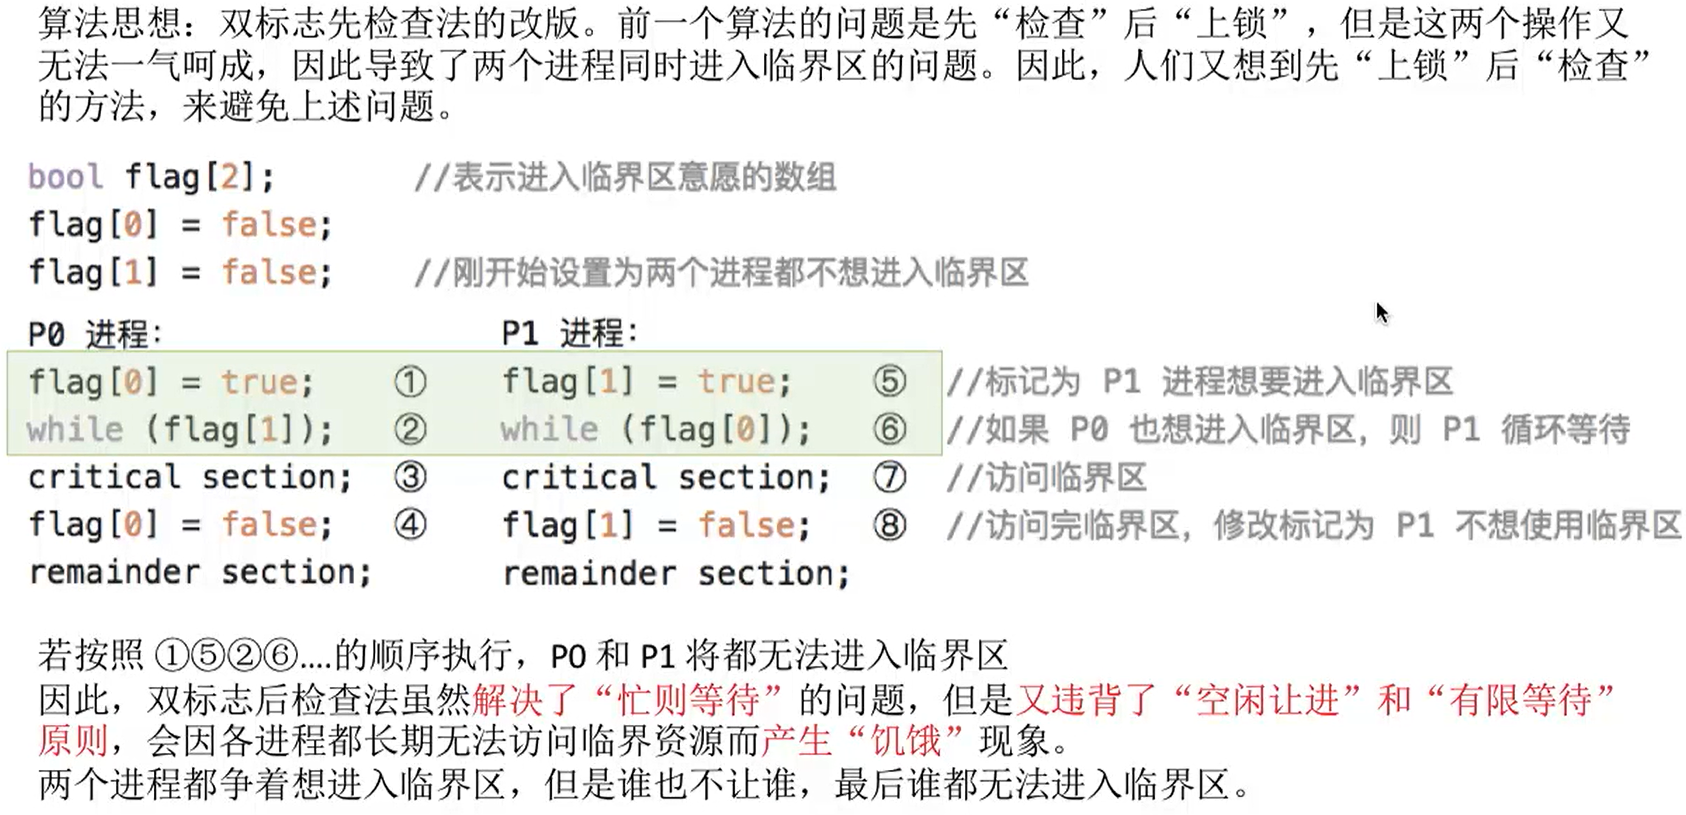 算法思想：双标志先检查法的改版。前一个算法的问题是先“检查”后“上锁”，但是这两个操作又
无法一气呵成，因此导致了两个进程同时进入临界区的问题。因此，人们又想到先“上锁”后“检查”
的方法，来避免上述问题。
bool flag[2]; //表示进入临界区意愿的数组
flag[0] = false;
flag[1] = false; //刚开始设置为两个进程都不想进入临界区
P0 进程： P1 进程：
flag[0] = true; ① flag[1] = true; ⑤ //标记为 P1 进程想要进入临界区
while (flag[1]); ② while (flag[0]); ⑥ //如果 P0 也想进入临界区，则 P1 循环等待
critical section; ③ critical section; ⑦ //访问临界区
flag[0] = false; ④ flag[1] = false; ⑧ //访问完临界区，修改标记为 P1 不想使用临界区
remainder section; remainder section;
若按照 ①⑤②⑥....的顺序执行，P0 和 P1 将都无法进入临界区
因此，双标志后检查法虽然解决了“忙则等待”的问题，但是又违背了“空闲让进”和“有限等待”
原则，会因各进程都长期无法访问临界资源而产生“饥饿”现象。
两个进程都争着想进入临界区，但是谁也不让谁，最后谁都无法进入临界区。